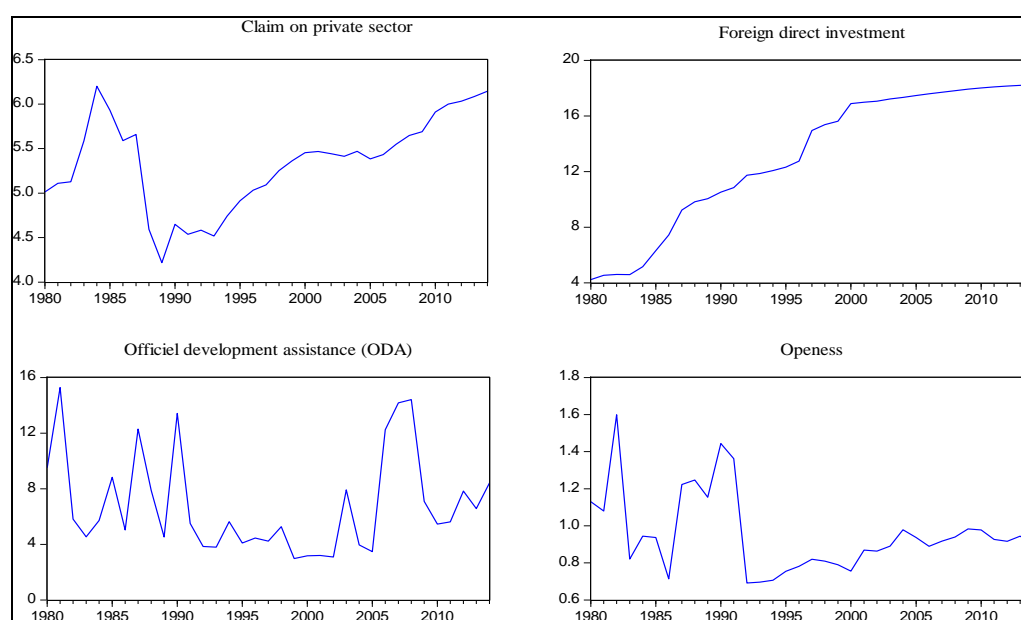 Claim on private sector
6.5
6.0
5.5
5.0
4.5
4.0
1980 1985 1990 1995 2000 2005 2010
Foreign direct investment
20
16
12
8
4
1980 1985 1990 1995 2000 2005 2010
Officiel development assistance (ODA)
16
12
8
4
0
1980 1985 1990 1995 2000 2005 2010
Openess
1.8
1.6
1.4
1.2
1.0
0.8
0.6
1980 1985 1990 1995 2000 2005 2010